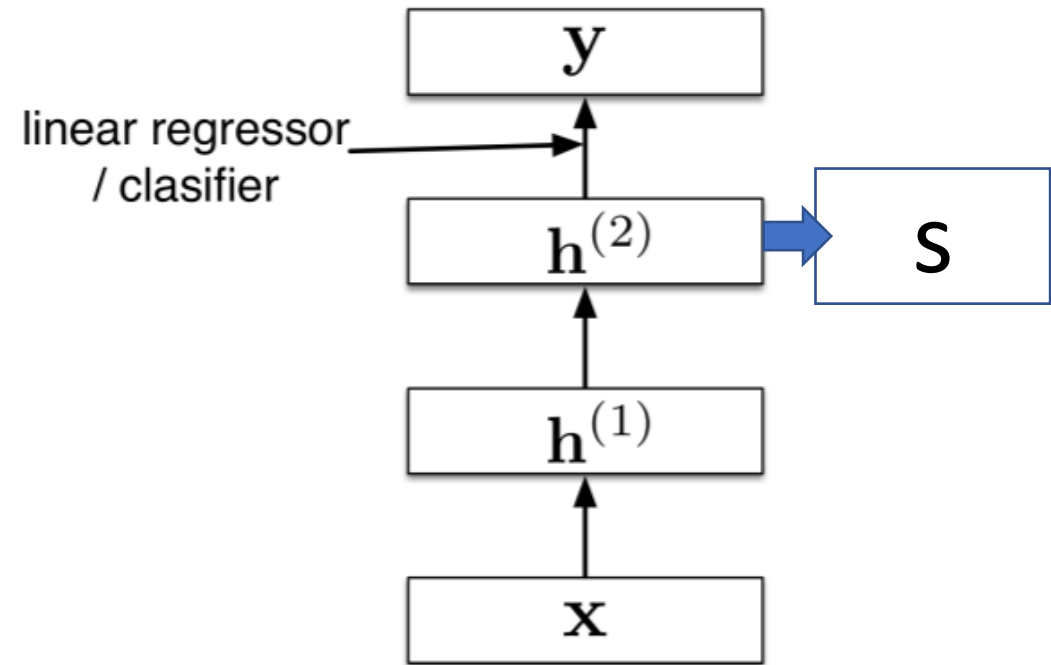 y
linear regressor
/ clasifier
h(2)
S
h(1)
x